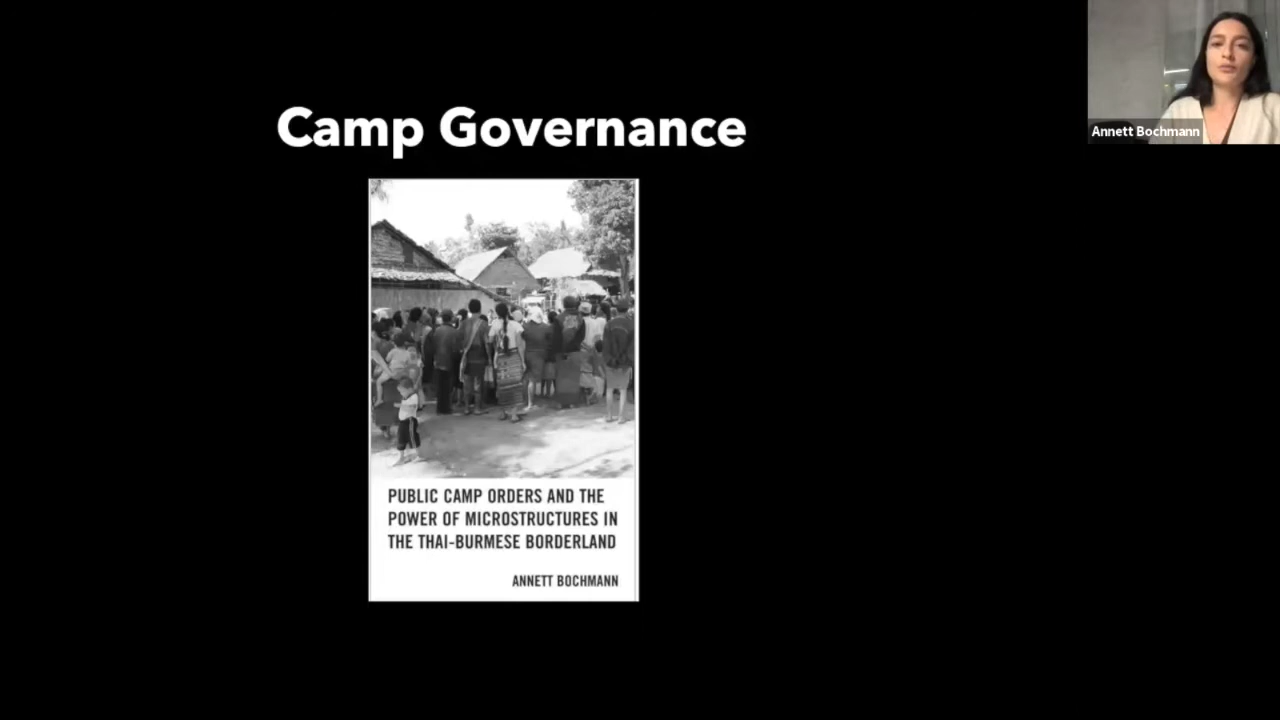 Camp Governance
Annett Bochmann
PUBLIC CAMP ORDERS AND THE
POWER OF MICROSTRUCTURES IN
THE THAI-BURMESE BORDERLAND
ANNETT BOCHMANN